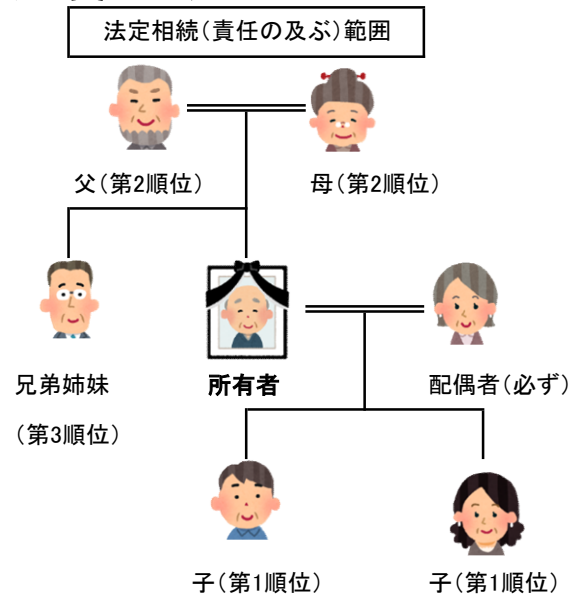 法定相続(責任の及ぶ)範囲
父(第2順位)
母(第2順位)
兄弟姉妹
(第3順位)
所有者
配偶者(必ず)
子(第1順位)
子(第1順位)